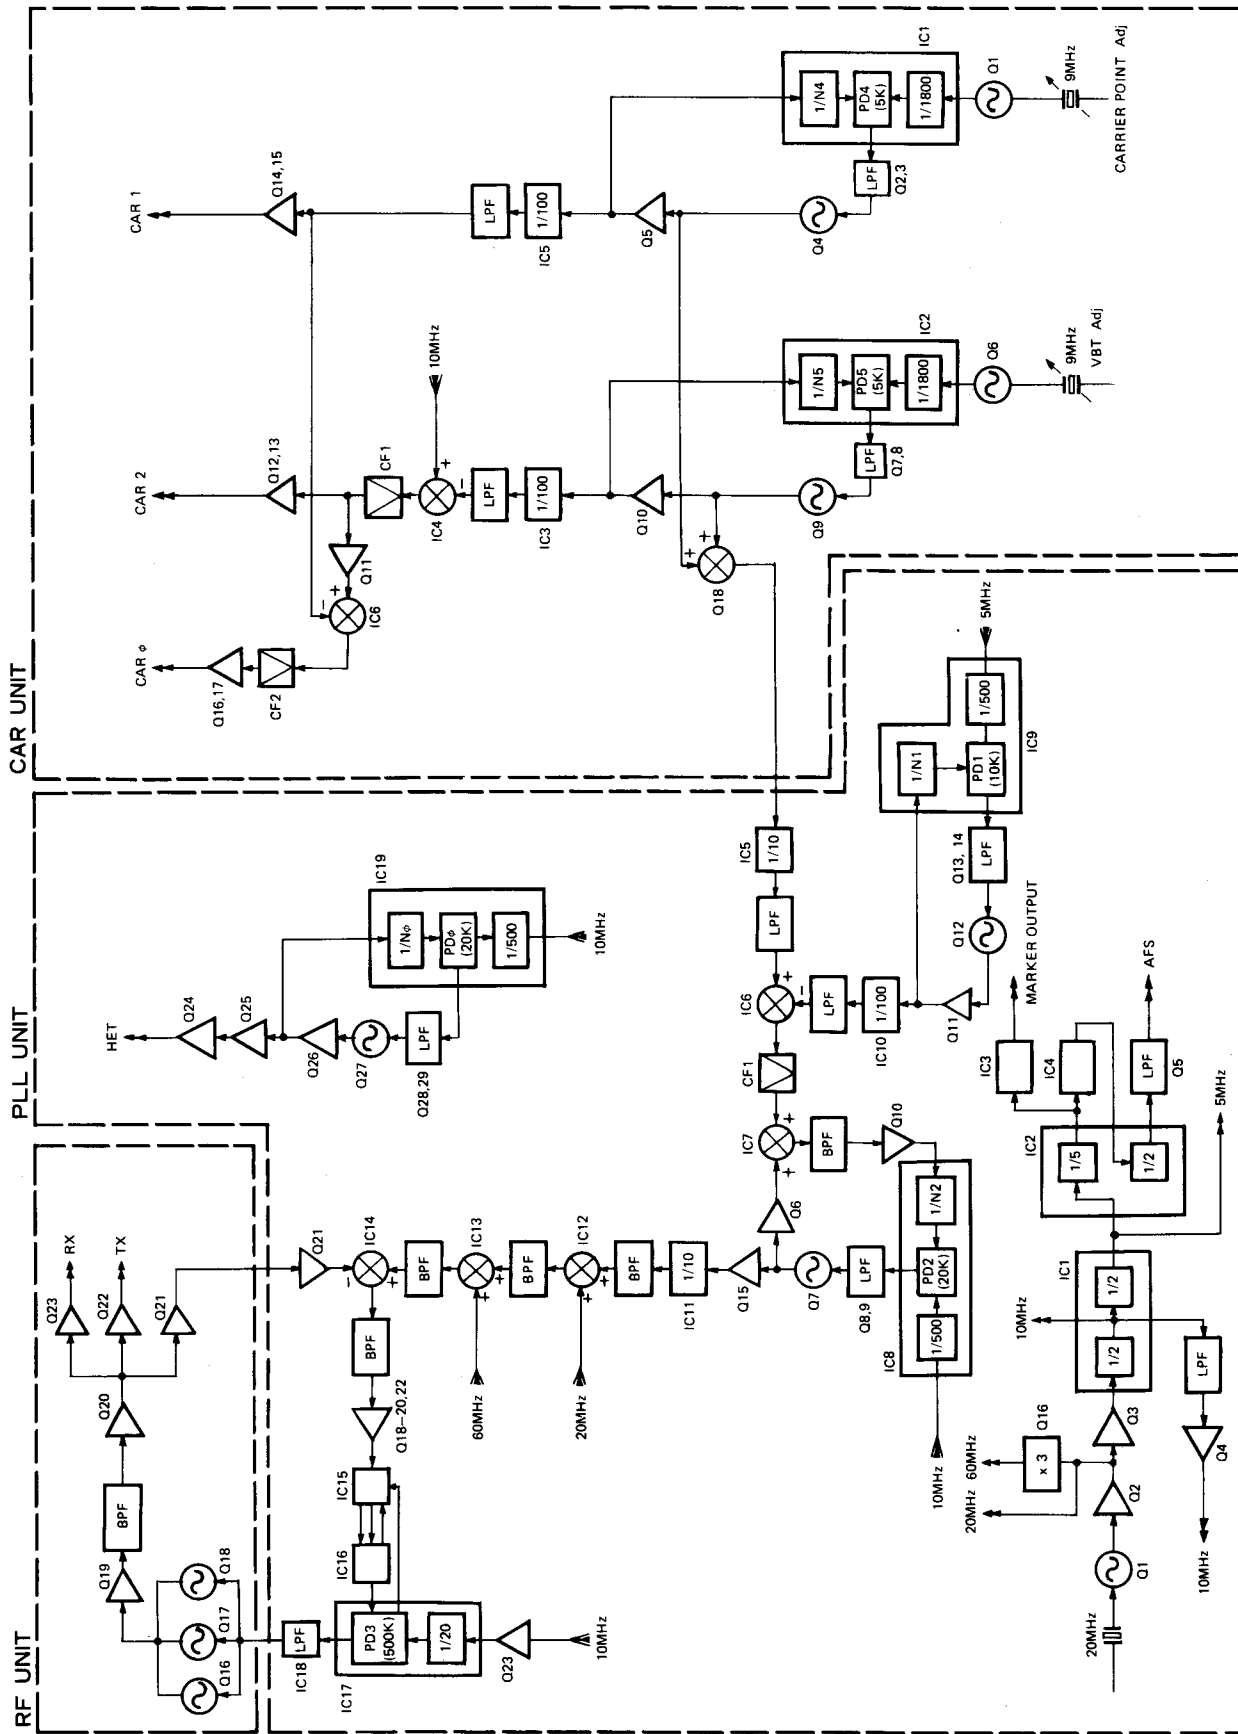 RF UNIT
Q16
Q17
Q18
Q19
BPF
Q20
Q23
RX
Q22
TX
Q21
PLL UNIT
HET
Q24
Q25
Q26
Q27
LPF
Q28,29
IC19
1/Nφ
PDφ
(20K)
1/500
10MHz
Q21
IC14
−
+
BPF
BPF
Q18−20,22
IC15
IC16
IC17
PD3
(500K)
1/20
LPF
IC18
Q23
10MHz
IC13
+
+
60MHz
BPF
IC12
+
+
20MHz
BPF
1/10
IC11
Q15
Q6
Q7
LPF
Q8,9
IC8
PD2
(20K)
1/N2
1/500
10MHz
Q10
BPF
IC7
+
+
CF1
IC6
+
−
LPF
1/10
IC5
LPF
1/100
IC10
Q11
Q12
LPF
Q13, 14
1/N1
PD1
(10K)
1/500
IC9
5MHz
MARKER OUTPUT
IC3
IC4
AFS
LPF
Q5
IC2
1/5
1/2
5MHz
IC1
1/2
1/2
10MHz
LPF
Q4
10MHz
Q3
Q16
× 3
60MHz
20MHz
Q2
Q1
20MHz
CAR UNIT
CAR φ
Q16,17
CF2
IC6
−
+
Q11
CAR 2
Q12,13
CF1
IC4
+
−
10MHz
LPF
1/100
IC3
Q10
Q18
+
+
Q9
LPF
Q7,8
1/N5
PD5
(5K)
1/1800
IC2
Q6
9MHz
VBT Adj
CAR 1
Q14,15
LPF
1/100
IC5
Q5
Q4
LPF
Q2,3
1/N4
PD4
(5K)
1/1800
IC1
Q1
9MHz
CARRIER POINT Adj